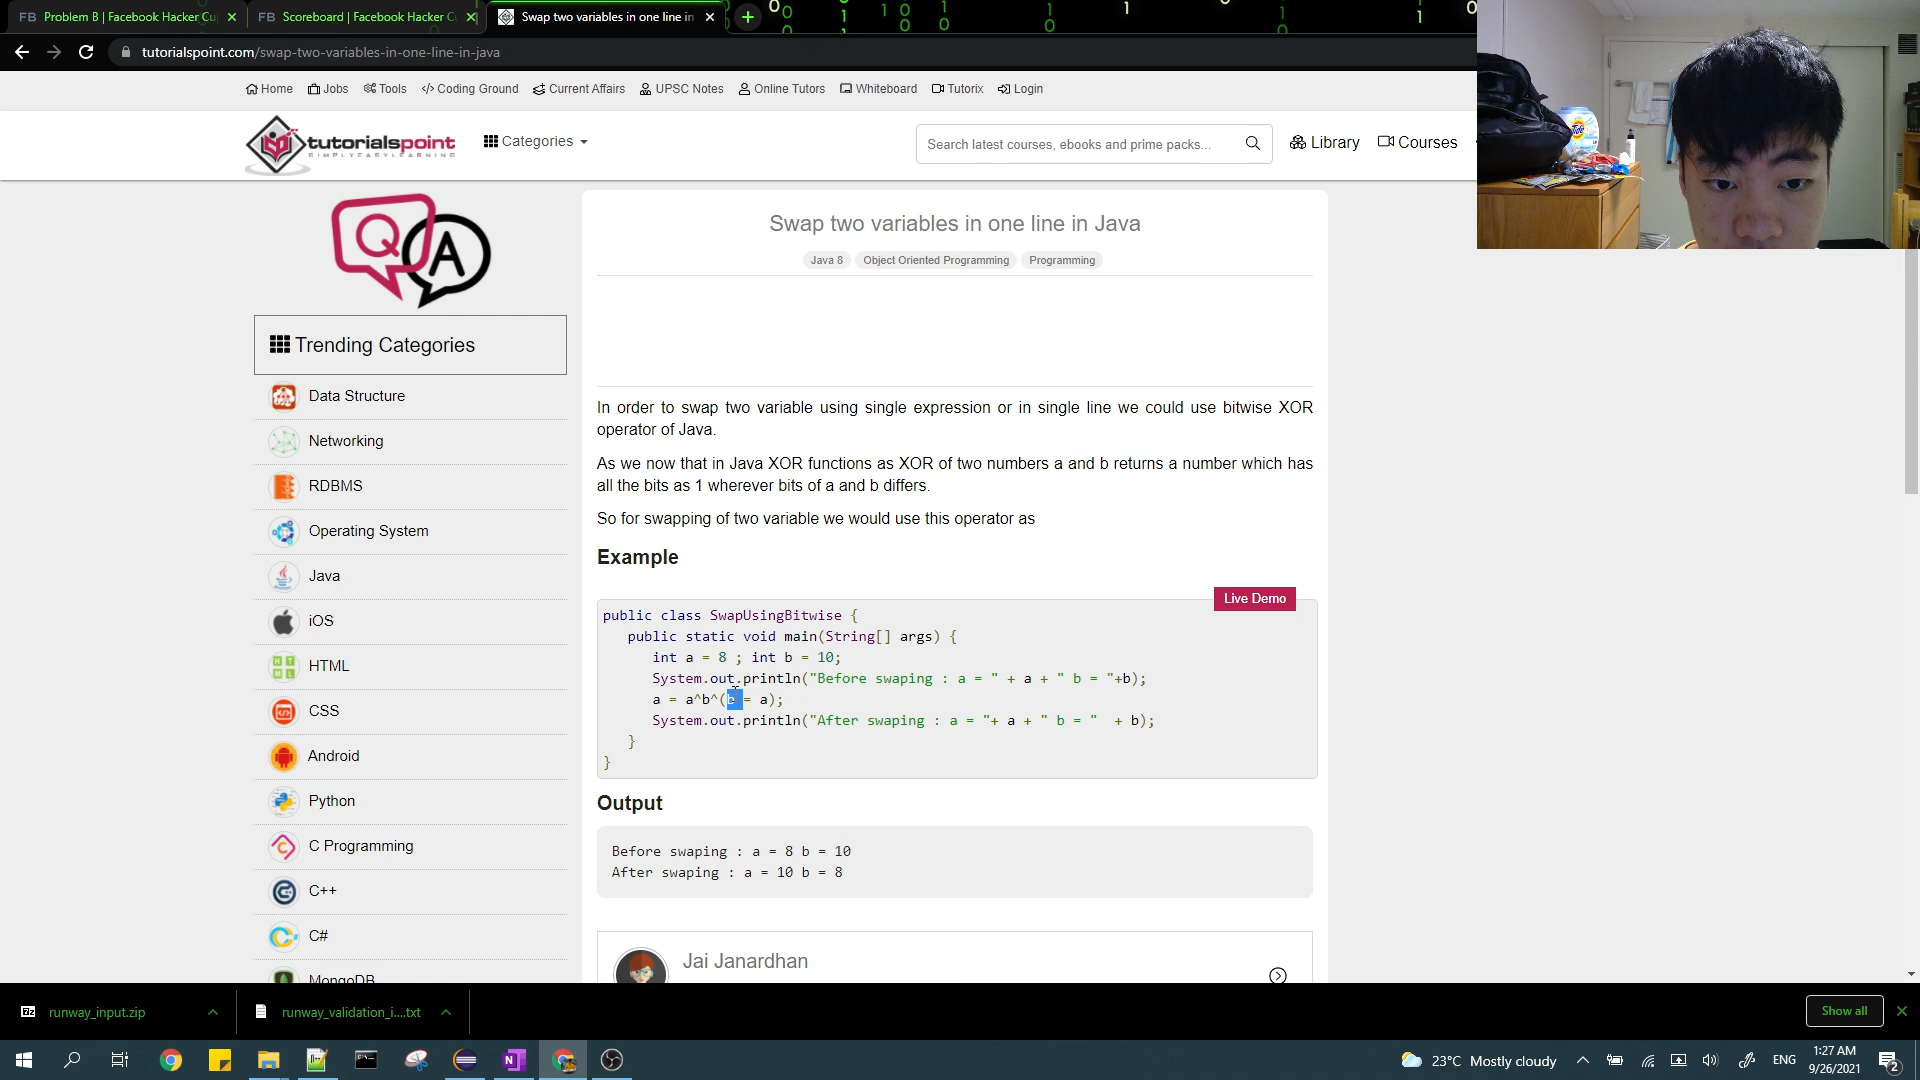 FB Problem B | Facebook Hacker Cu
FB Scoreboard | Facebook Hacker C
Swap two variables in one line in
tutorialspoint.com/swap-two-variables-in-one-line-in-java
Home Jobs Tools Coding Ground Current Affairs UPSC Notes Online Tutors Whiteboard Tutorix Login
tutorialspoint
SIMPLYEASYLEARNING
Categories
Search latest courses, ebooks and prime packs...
Library Courses
Tide
Q A
Swap two variables in one line in Java
Java 8 Object Oriented Programming Programming
Trending Categories
Data Structure
Networking
RDBMS
Operating System
Java
iOS
HTML
CSS
Android
Python
C Programming
C++
C#
MongoDB
In order to swap two variable using single expression or in single line we could use bitwise XOR
operator of Java.
As we now that in Java XOR functions as XOR of two numbers a and b returns a number which has
all the bits as 1 wherever bits of a and b differs.
So for swapping of two variable we would use this operator as
Example
Live Demo
public class SwapUsingBitwise {
public static void main(String[] args) {
int a = 8 ; int b = 10;
System.out.println("Before swaping : a = " + a + " b = "+b);
a = a^b^(b = a);
System.out.println("After swaping : a = "+ a + " b = " + b);
}
}
Output
Before swaping : a = 8 b = 10
After swaping : a = 10 b = 8
Jai Janardhan
runway_input.zip
runway_validation_i....txt
Show all
23°C Mostly cloudy
ENG
1:27 AM
9/26/2021
2